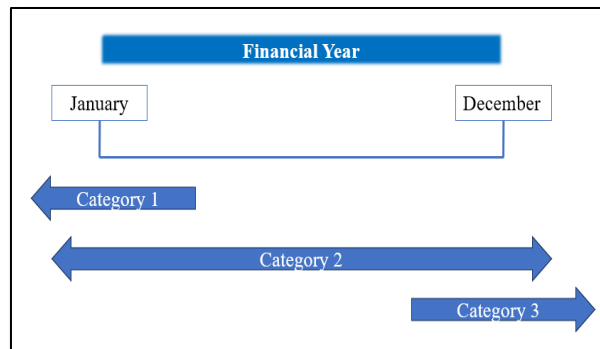 Financial Year
January
December
Category 1
Category 2
Category 3